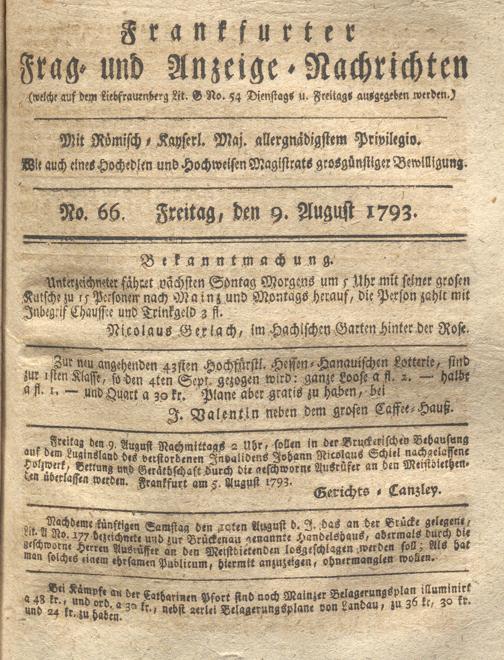 Frankfurter
Frag- und Anzeige-Nachrichten
(welche auf dem Liebfrauenberg Lit. G No. 54 Dienstags u. Freitags ausgegeben werden.)
Mit Römisch-Kayserl. Maj. allergnädigstem Privilegio.
Wie auch eines Hochedlen und Hochweisen Magistrats grosgünstiger Bewilligung.
No. 66. Freitag, den 9. August 1793.
Bekanntmachung.
Unterzeichneter fähret nächsten Sontag Morgens um 5 Uhr mit seiner grosen
Kutsche zu 15 Personen nach Mainz und Montags herauf, die Person zahlt mit
Inbegrif Chaussee und Trinkgeld 3 fl.
Nicolaus Gerlach, im Hachischen Garten hinter der Rose.
Zur neu angehenden 43sten Hochfürstl. Hessen-Hanauischen Lotterie, sind
zur 1sten Klasse, so den 4ten Sept. gezogen wird: ganze Loose a fl. 2. — halbe
a fl. 1. — und Quart a 30 kr. Plane aber gratis zu haben, bei
J. Valentin neben dem grosen Caffee-Hauß.
Freitag den 9. August Nachmittags 2 Uhr, sollen in der Bruckerischen Behausung
auf dem Luginsland des verstorbenen Invalidens Johann Nicolaus Schiel nachgelassene
Holzwerk, Bettung und Geräthschaft durch die geschworne Ausrüfer an den Meistbiethen-
den überlassen werden. Frankfurt am 5. August 1793.
Gerichts-Canzley.
Nachdeme künftigen Samstag den 10ten August d. J. das an der Brücke gelegene,
Lit. A No. 177 bezeichnete und zur Brückenau genannte Handelshaus, abermals durch die
geschworne Herren Ausrüffer an den Meistbietenden losgeschlagen werden soll; Als hat
man solches einem ehrsamen Publicum, hiermit anzuzeigen, ohnermanglen wollen.
Bei Kämpfe an der Catharinen Pfort sind noch Mainzer Belagerungsplan illuminirt
a 48 kr., und ord. a 30 kr., nebst 2erlei Belagerungsplane von Landau, zu 36 kr, 30 kr.
und 24 kr. zu haben.